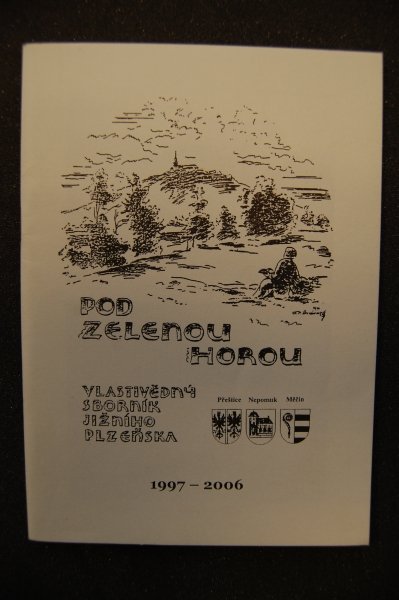 POD
ZELENOU
HOROU
VLASTIVĚDNÝ
SBORNÍK
JIŽNÍHO
PLZEŇSKA
Přeštice Nepomuk Měčín
1997 – 2006